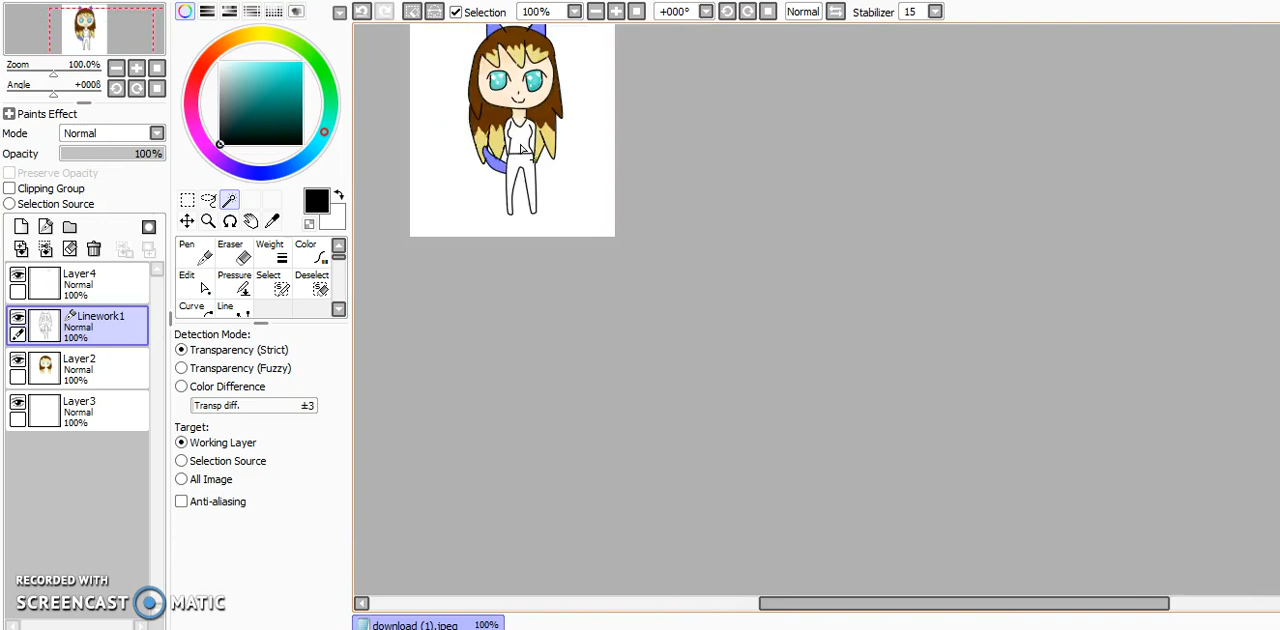 Selection 100% +000° Normal Stabilizer 15
Zoom 100.0%
Angle +000ß
Paints Effect
Mode Normal
Opacity 100%
Preserve Opacity
Clipping Group
Selection Source
Layer4
Normal
100%
Linework1
Normal
100%
Layer2
Normal
100%
Layer3
Normal
100%
Pen Eraser Weight Color
Edit Pressure Select Deselect
Curve Line
Detection Mode:
Transparency (Strict)
Transparency (Fuzzy)
Color Difference
Transp diff. ±3
Target:
Working Layer
Selection Source
All Image
Anti-aliasing
RECORDED WITH
SCREENCAST MATIC
download (1).jpeg 100%